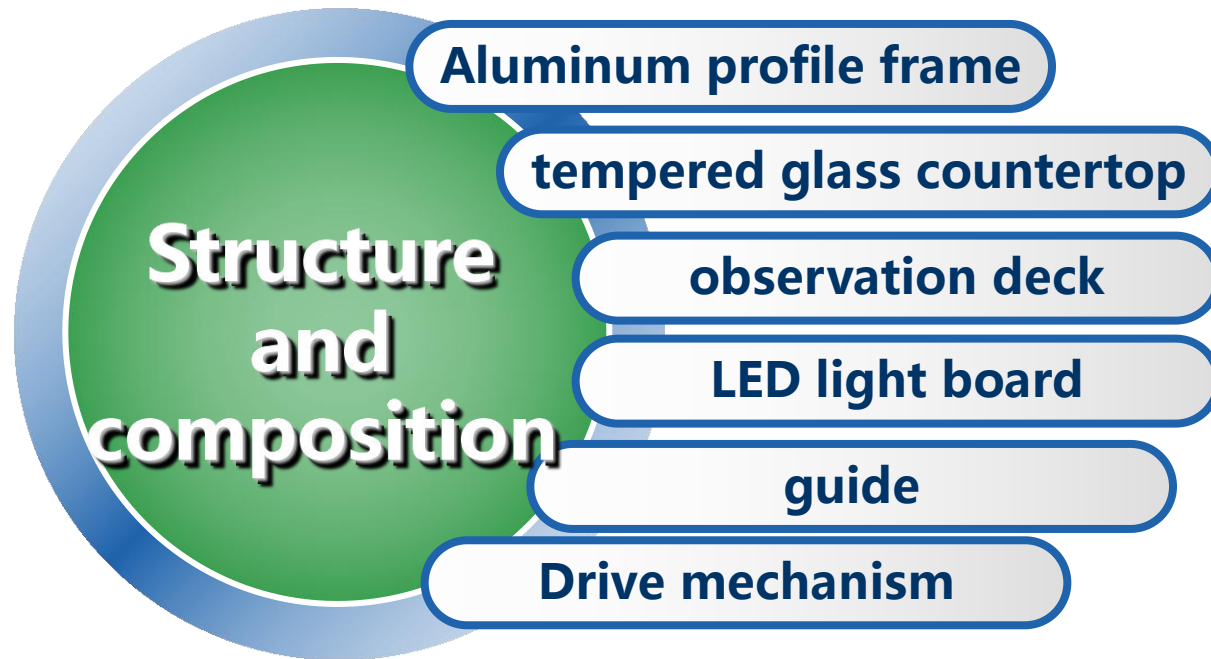 Structure
and
composition
Aluminum profile frame
tempered glass countertop
observation deck
LED light board
guide
Drive mechanism